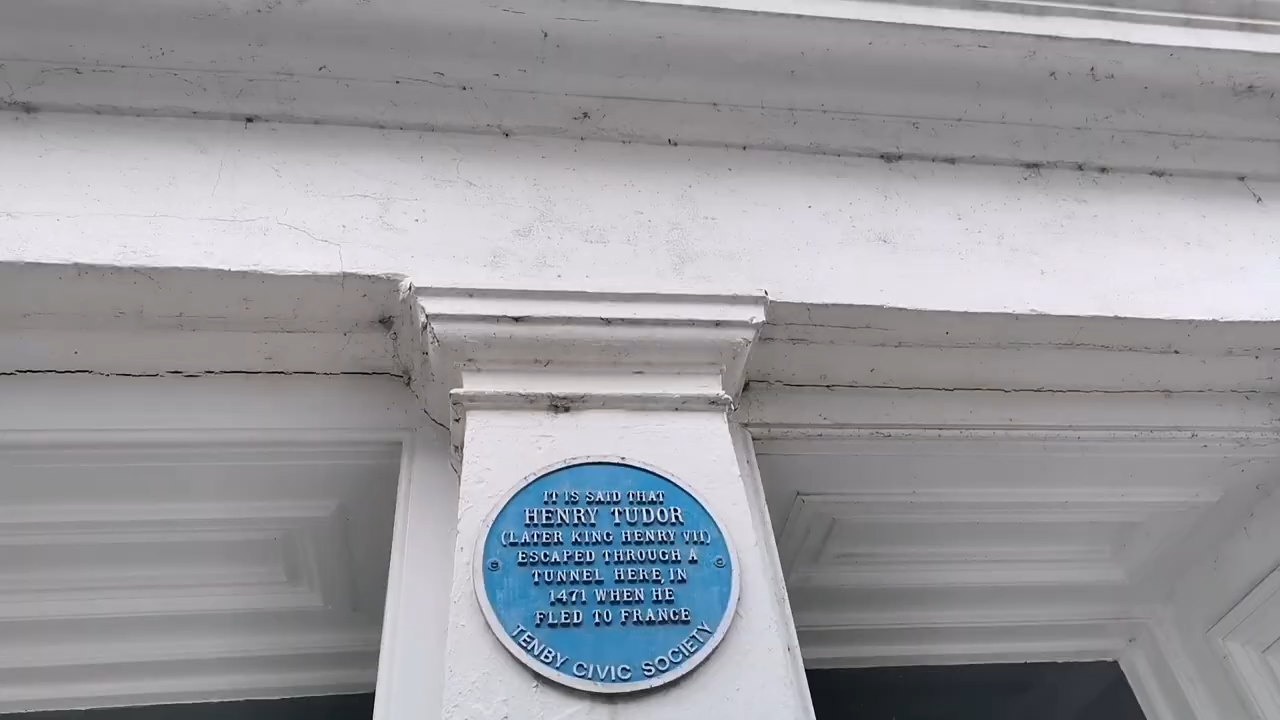 IT IS SAID THAT
HENRY TUDOR
(LATER KING HENRY VII)
ESCAPED THROUGH A
TUNNEL HERE, IN
1471 WHEN HE
FLED TO FRANCE
TENBY CIVIC SOCIETY